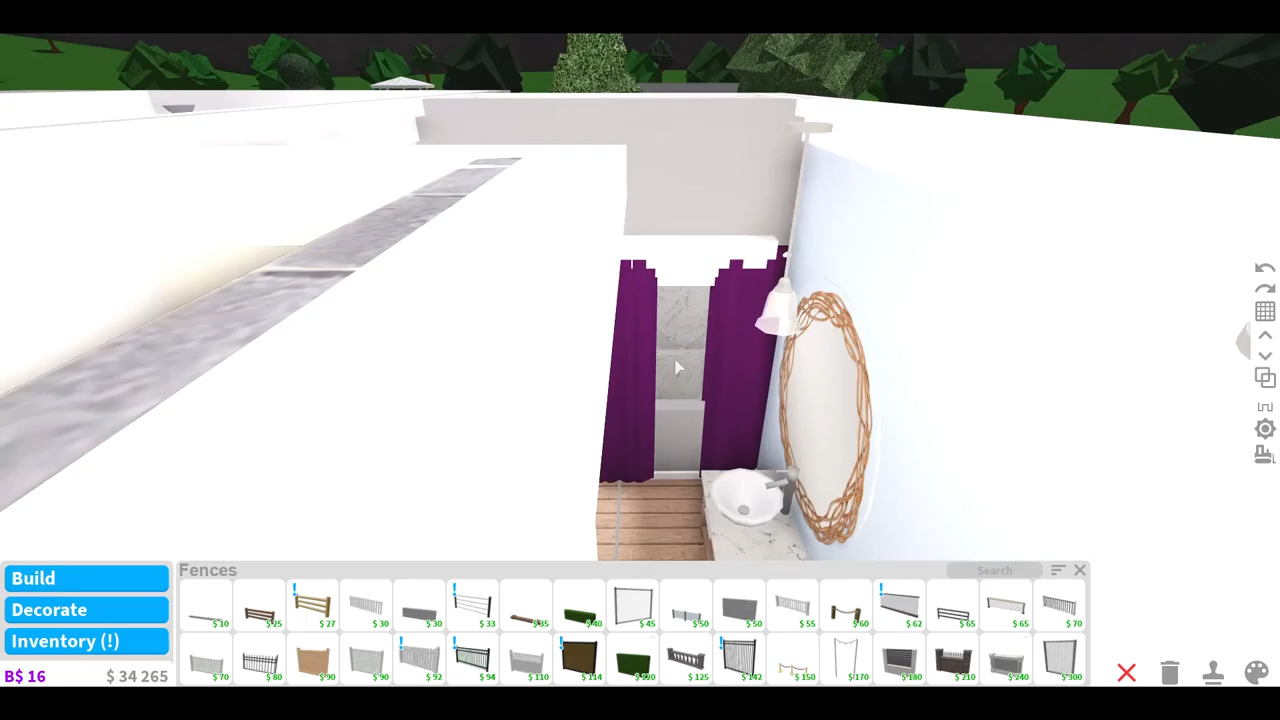 Fences
Search
Build
Decorate
Inventory (!)
B$ 16
$ 34 265
! ! !
$ 10 $ 25 $ 27 $ 30 $ 30 $ 33 $ 35 $ 40 $ 45 $ 50 $ 50 $ 55 $ 60 $ 62 $ 65 $ 65 $ 70
! ! ! !
$ 70 $ 80 $ 90 $ 90 $ 92 $ 94 $ 110 $ 114 $ 120 $ 125 $ 142 $ 150 $ 170 $ 180 $ 210 $ 240 $ 300